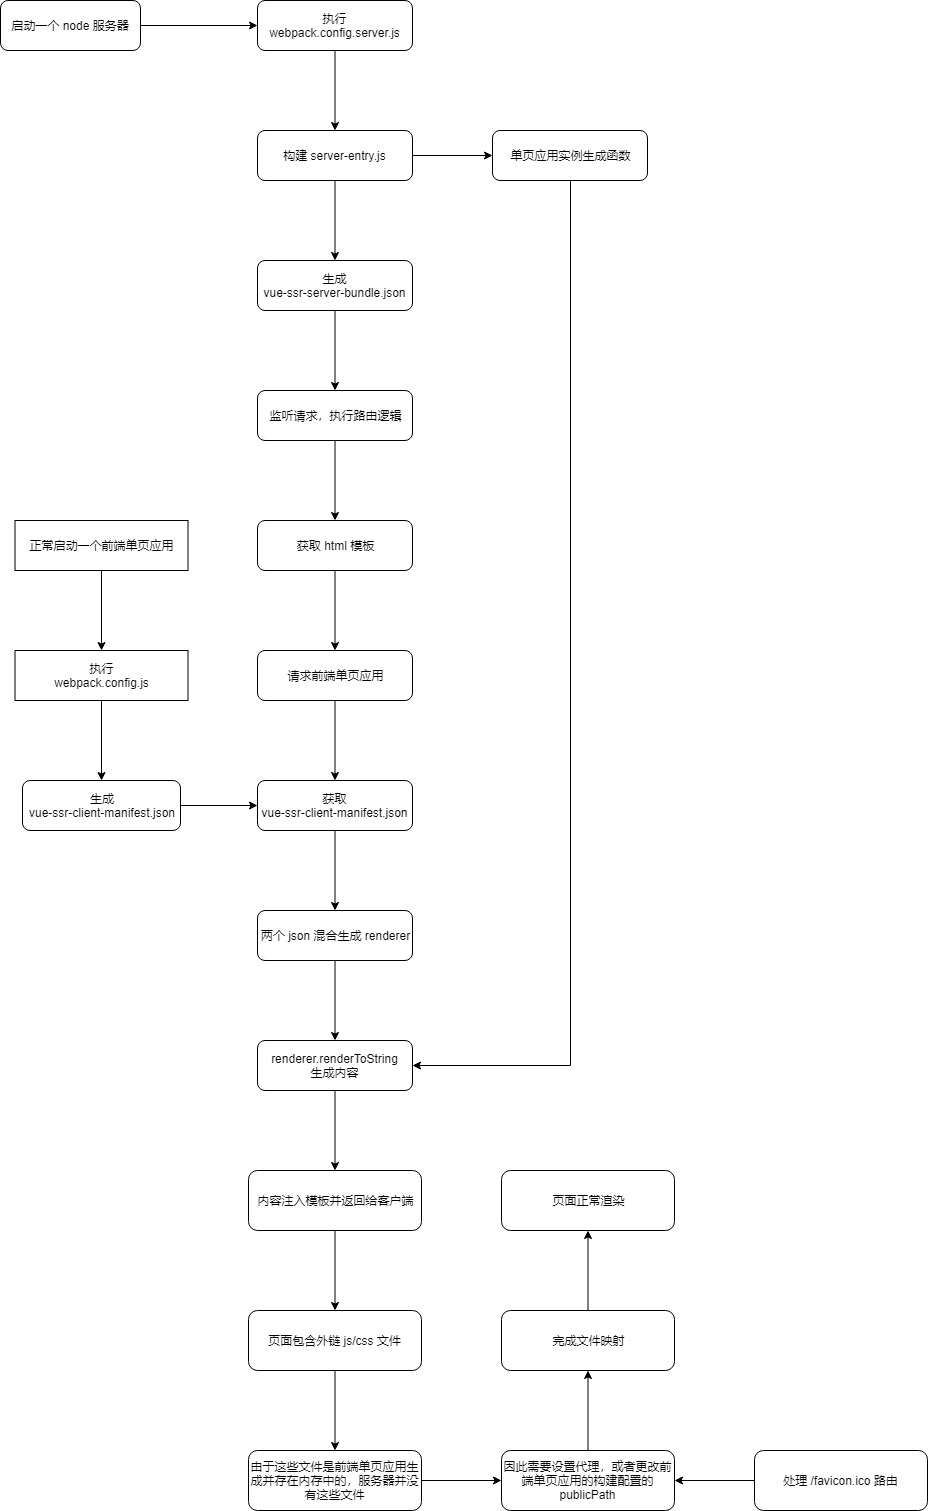 启动一个 node 服务器
执行
webpack.config.server.js
构建 server-entry.js
单页应用实例生成函数
生成
vue-ssr-server-bundle.json
监听请求，执行路由逻辑
正常启动一个前端单页应用
获取 html 模板
执行
webpack.config.js
请求前端单页应用
生成
vue-ssr-client-manifest.json
获取
vue-ssr-client-manifest.json
两个 json 混合生成 renderer
renderer.renderToString
生成内容
内容注入模板并返回给客户端
页面正常渲染
页面包含外链 js/css 文件
完成文件映射
由于这些文件是前端单页应用生
成并存在内存中的，服务器并没
有这些文件
因此需要设置代理，或者更改前
端单页应用的构建配置的
publicPath
处理 /favicon.ico 路由